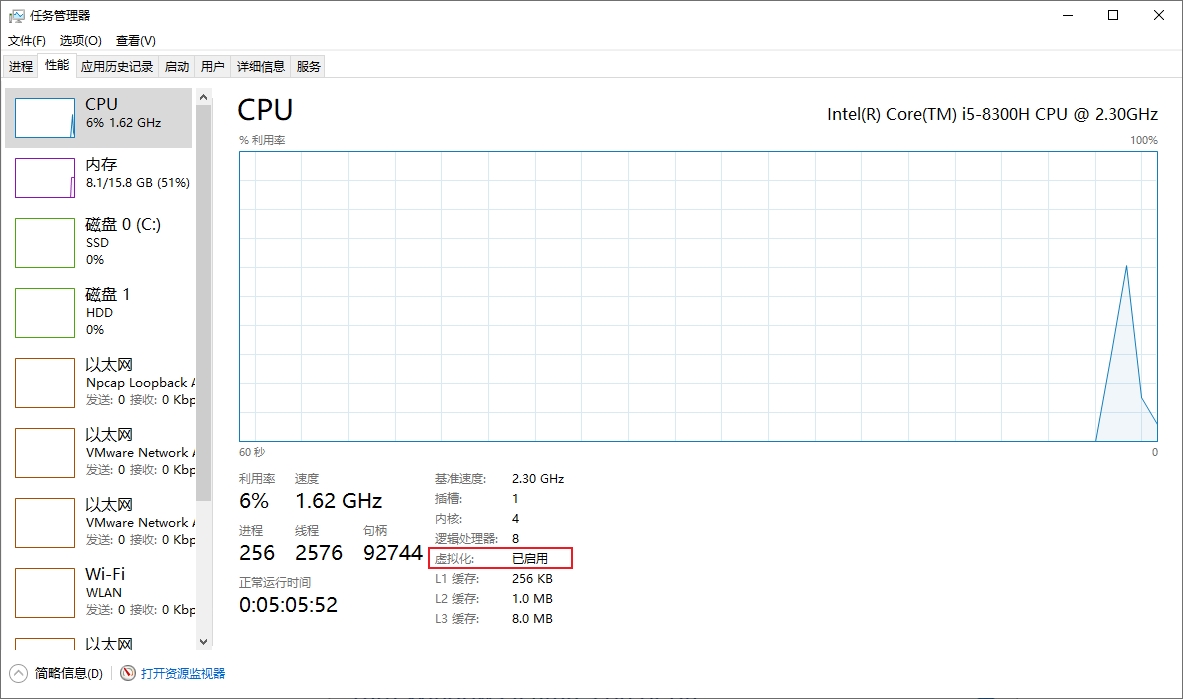 任务管理器
文件(F) 选项(O) 查看(V)
进程 性能 应用历史记录 启动 用户 详细信息 服务
CPU
6% 1.62 GHz
内存
8.1/15.8 GB (51%)
磁盘 0 (C:)
SSD
0%
磁盘 1
HDD
0%
以太网
Npcap Loopback A
发送: 0 接收: 0 Kbp
以太网
VMware Network A
发送: 0 接收: 0 Kbp
以太网
VMware Network A
发送: 0 接收: 0 Kbp
Wi-Fi
WLAN
发送: 0 接收: 0 Kbp
以太网
CPU
Intel(R) Core(TM) i5-8300H CPU @ 2.30GHz
% 利用率 100%
60 秒 0
利用率 速度
6% 1.62 GHz
进程 线程 句柄
256 2576 92744
正常运行时间
0:05:05:52
基准速度: 2.30 GHz
插槽: 1
内核: 4
逻辑处理器: 8
虚拟化: 已启用
L1 缓存: 256 KB
L2 缓存: 1.0 MB
L3 缓存: 8.0 MB
简略信息(D) 打开资源监视器